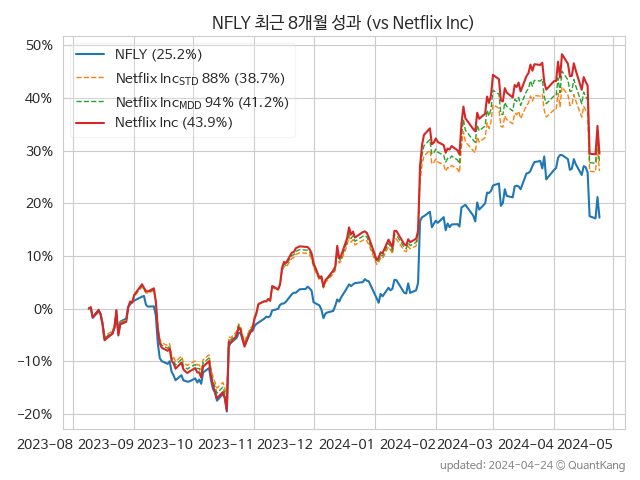 NFLY 최근 8개월 성과 (vs Netflix Inc)
50%
40%
30%
20%
10%
0%
−10%
−20%
NFLY (25.2%)
Netflix IncSTD 88% (38.7%)
Netflix IncMDD 94% (41.2%)
Netflix Inc (43.9%)
2023−08 2023−09 2023−10 2023−11 2023−12 2024−01 2024−02 2024−03 2024−04 2024−05
updated: 2024−04−24 © QuantKang